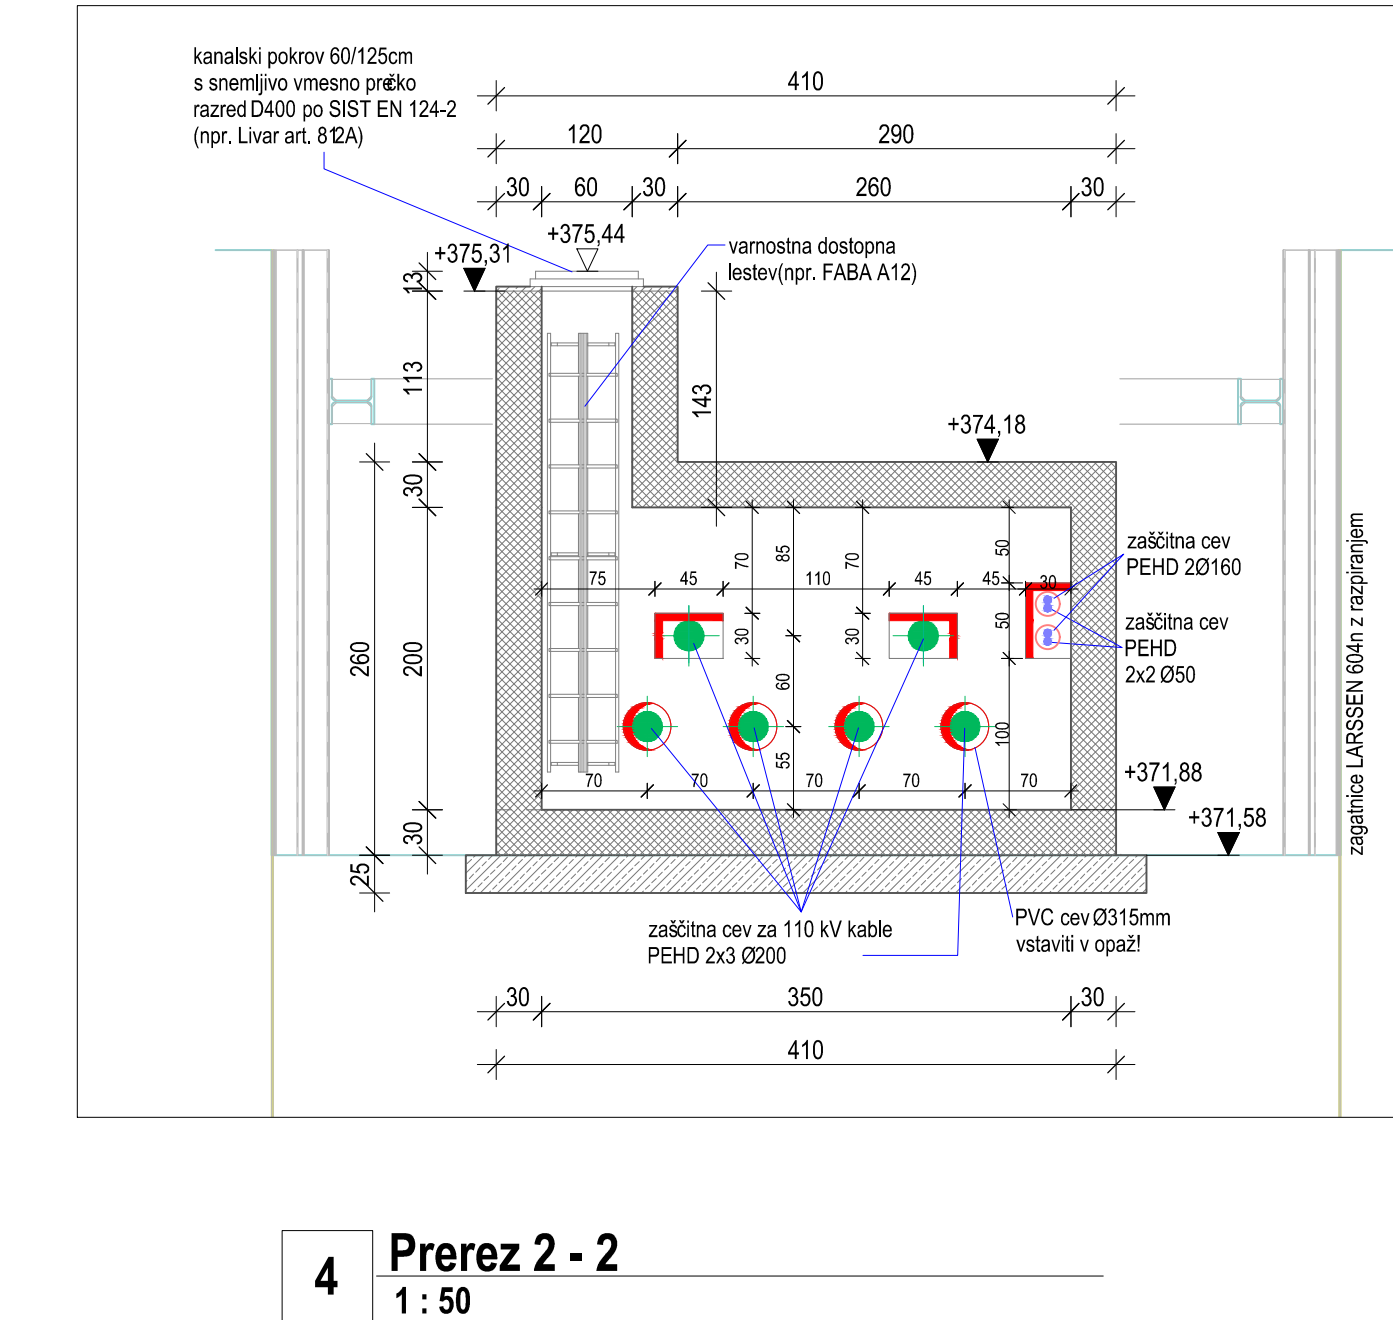 kanalski pokrov 60/125cm
s snemljivo vmesno prečko
razred D400 po SIST EN 124-2
(npr. Livar art. 812A)
410
120
290
30
60
30
260
30
+375,31
+375,44
varnostna dostopna
lestev(npr. FABA A12)
13
113
143
+374,18
30
260
200
70
85
70
50
75
45
110
45
45
30
30
30
50
60
100
55
70
70
70
70
70
zaščitna cev
PEHD 2Ø160
zaščitna cev
PEHD
2x2 Ø50
zagatnice LARSSEN 604n z razpiranjem
+371,88
+371,58
30
25
zaščitna cev za 110 kV kable
PEHD 2x3 Ø200
PVC cev Ø315mm
vstaviti v opaž!
30
350
30
410
4
Prerez 2 - 2
1 : 50